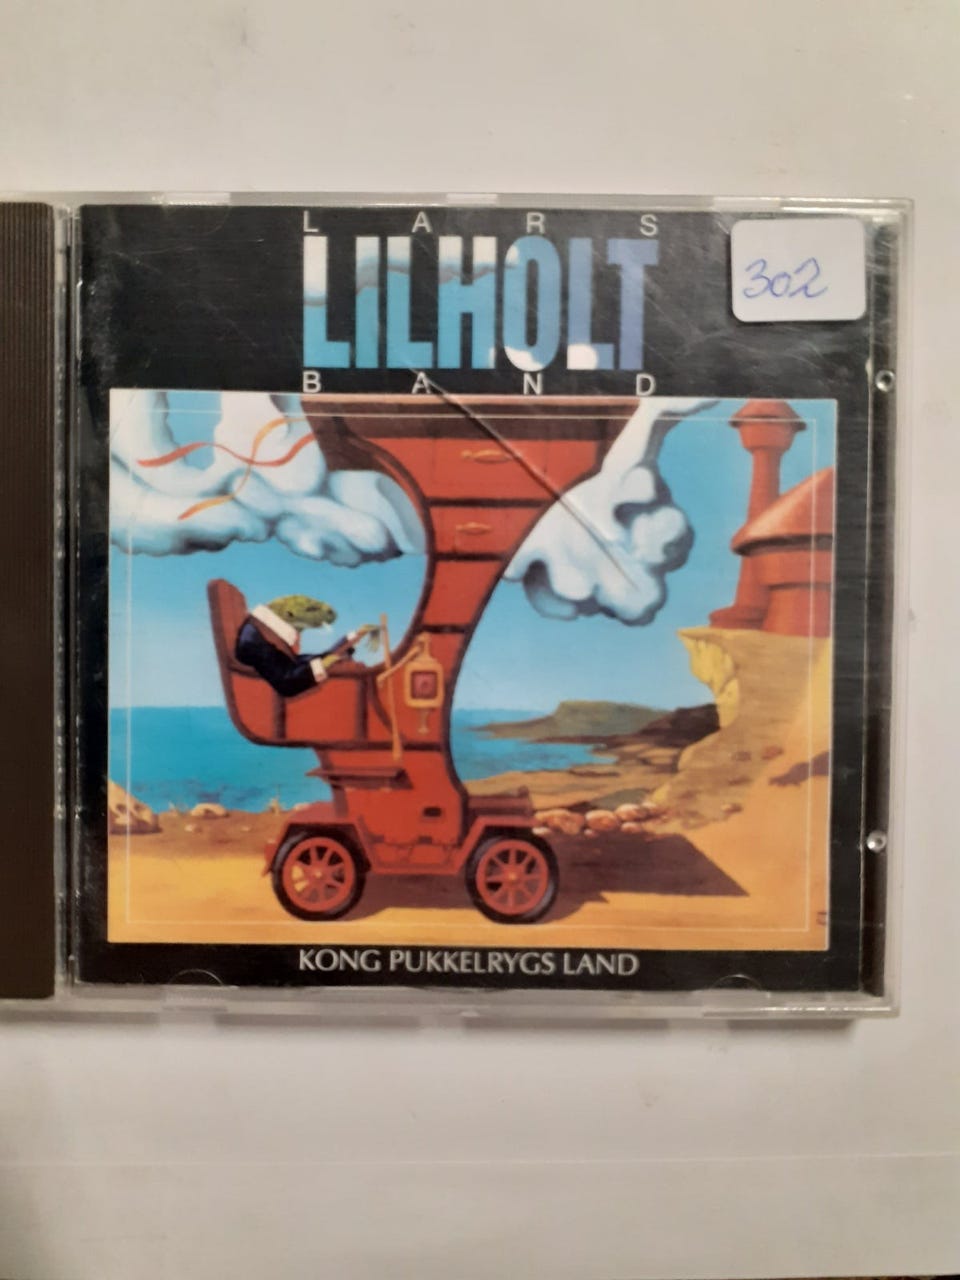 LARS
LILHOLT
BAND
302
KONG PUKKELRYGS LAND